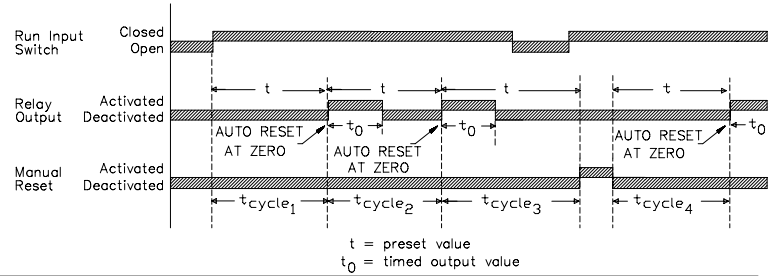 Run Input Switch
Closed
Open
t
t
t
t
Relay Output
Activated
Deactivated
t0
t0
t0
AUTO RESET AT ZERO
AUTO RESET AT ZERO
AUTO RESET AT ZERO
Manual Reset
Activated
Deactivated
tcycle1
tcycle2
tcycle3
tcycle4
t = preset value
t0 = timed output value